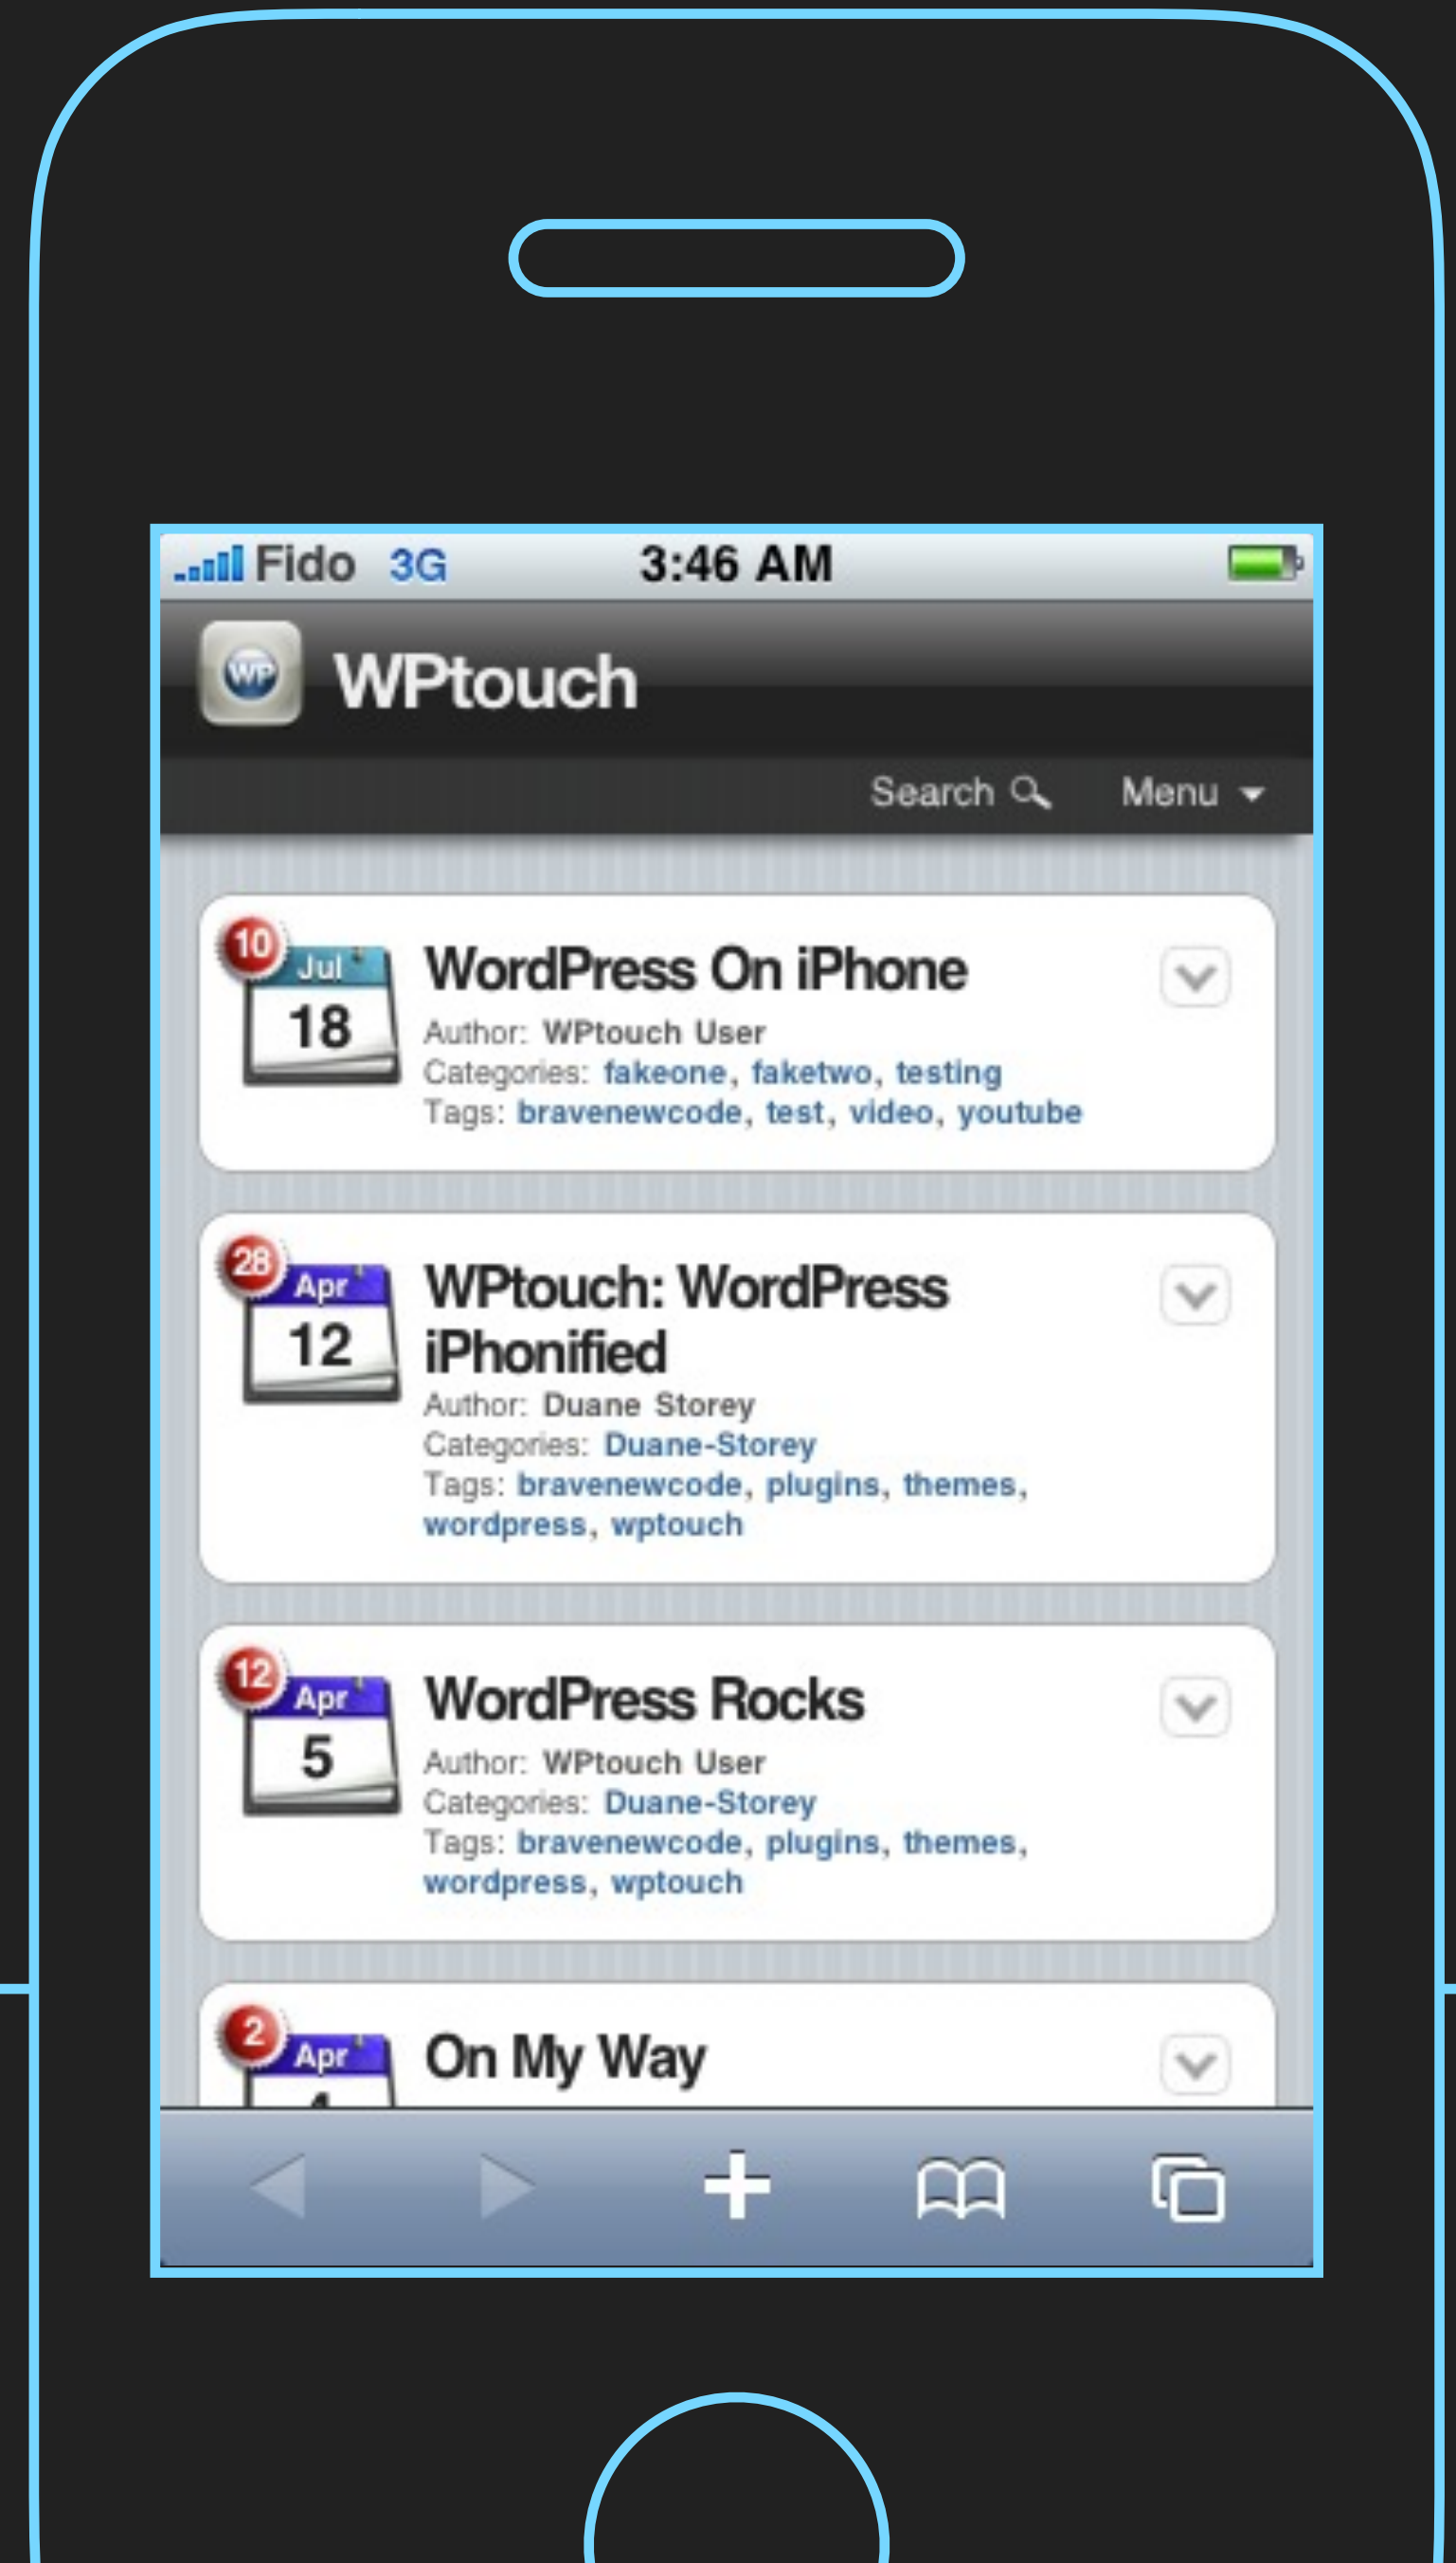 Fido 3G 3:46 AM
WP
WPtouch
Search Menu
10
Jul
18
WordPress On iPhone
Author: WPtouch User
Categories: fakeone, faketwo, testing
Tags: bravenewcode, test, video, youtube
28
Apr
12
WPtouch: WordPress
iPhonified
Author: Duane Storey
Categories: Duane-Storey
Tags: bravenewcode, plugins, themes,
wordpress, wptouch
12
Apr
5
WordPress Rocks
Author: WPtouch User
Categories: Duane-Storey
Tags: bravenewcode, plugins, themes,
wordpress, wptouch
2
Apr
On My Way